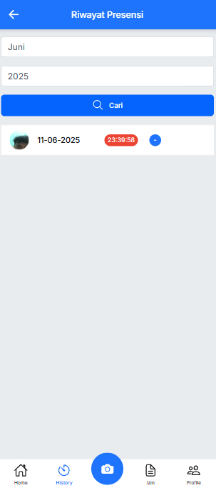 Riwayat Presensi
Juni
2025
Cari
11-06-2025 23:39:58 -
Home History Izin Profile